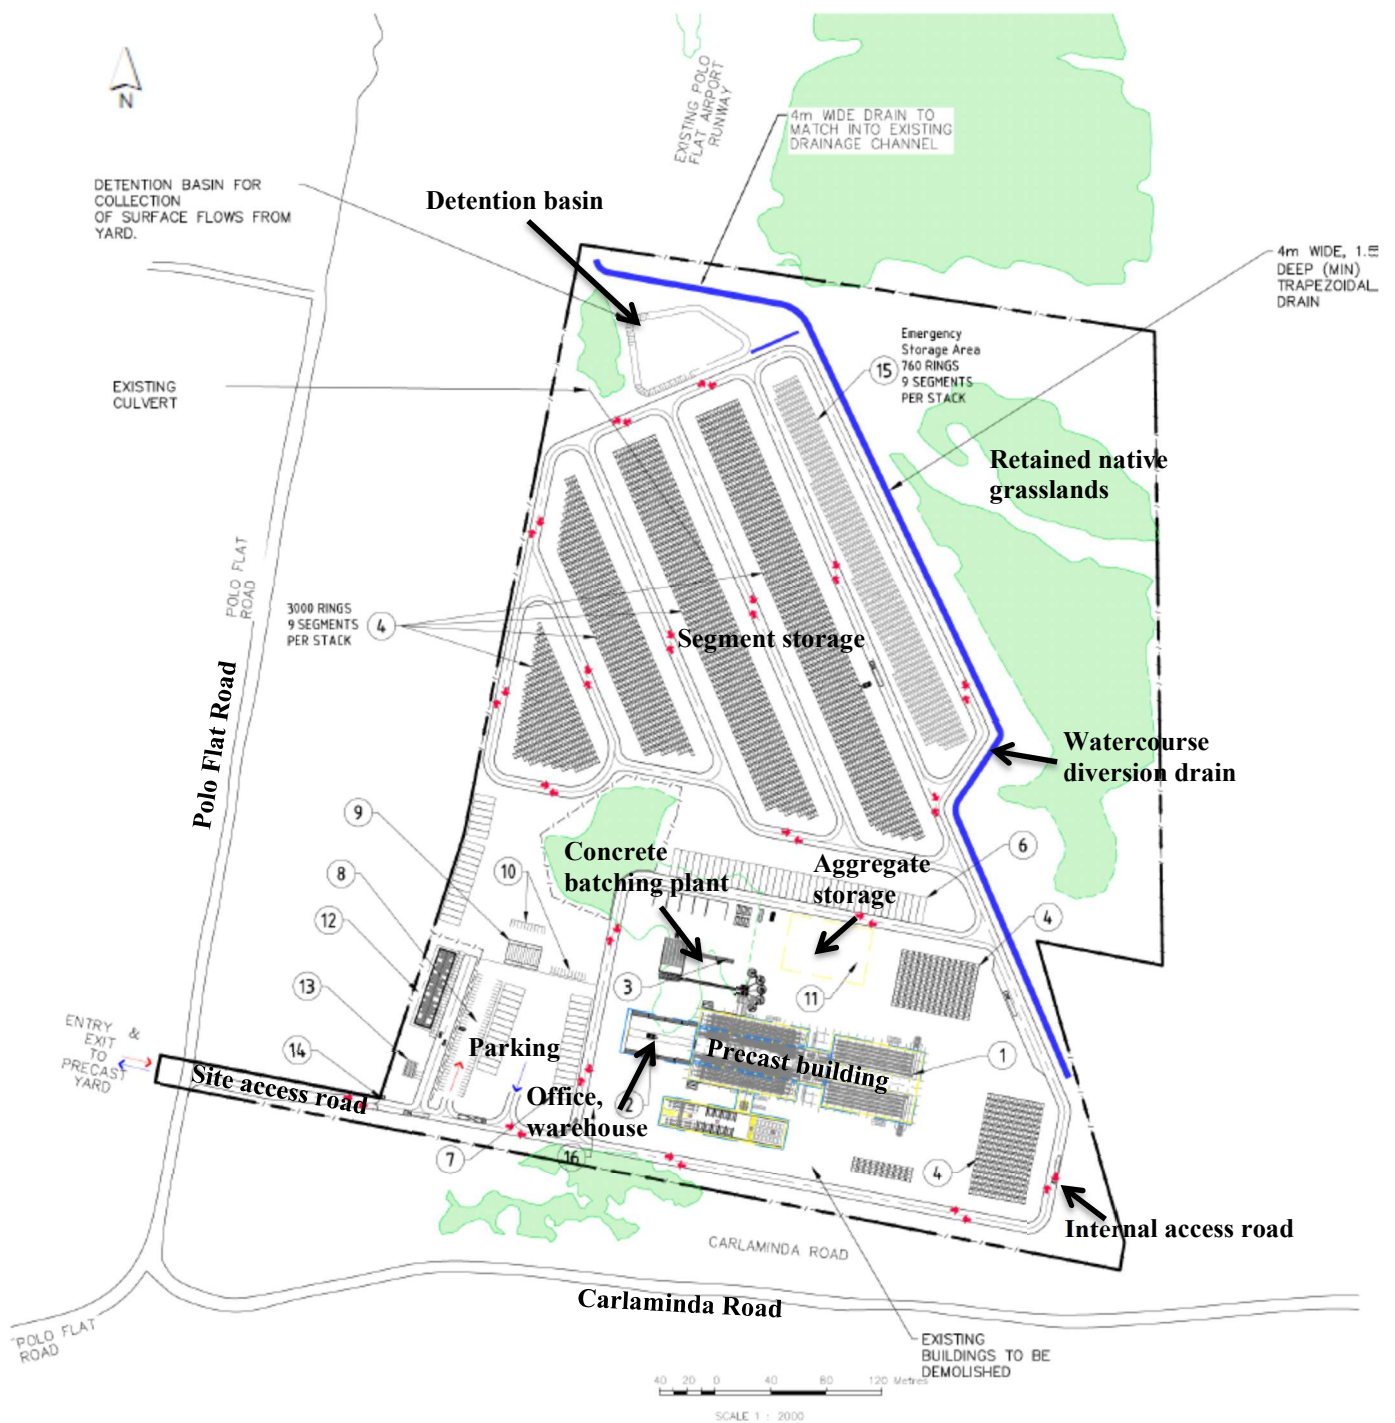 N
EXISTING POLO
FLAT AIRPORT
RUNWAY
4m WIDE DRAIN TO
MATCH INTO EXISTING
DRAINAGE CHANNEL
DETENTION BASIN FOR
COLLECTION
OF SURFACE FLOWS FROM
YARD.
Detention basin
4m WIDE,
DEEP (MIN)
TRAPEZOIDAL
DRAIN
Emergency
Storage Area
760 RINGS
9 SEGMENTS
PER STACK
15
EXISTING
CULVERT
Retained native
grasslands
POLO FLAT
ROAD
3000 RINGS
9 SEGMENTS
PER STACK
4
Segment storage
Polo Flat Road
Watercourse
diversion drain
9
8
10
12
Concrete
batching plant
Aggregate
storage
6
4
13
3
11
ENTRY &
EXIT
TO
PRECAST
YARD
14
Parking
Precast building
1
Site access road
Office,
warehouse
2
7
16
4
Internal access road
CARLAMINDA ROAD
Carlaminda Road
POLO FLAT
ROAD
EXISTING
BUILDINGS TO BE
DEMOLISHED
40 20 0 40 80 120 Metres
SCALE 1 : 2000